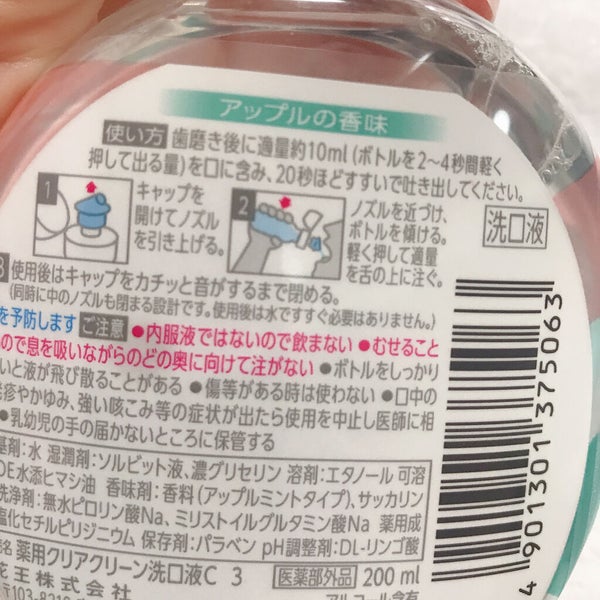 アップルの香味
使い方 歯磨き後に適量約10ml(ボトルを2~4秒間軽く
押して出る量)を口に含み、20秒ほどすすいで吐き出してください。
1 キャップを
開けてノズル
を引き上げる。
2 ノズルを近づけ、
ボトルを傾ける。
軽く押して適量
を舌の上に注ぐ。
洗口液
3 使用後はキャップをカチッと音がするまで閉める。
(同時に中のノズルも閉まる設計です。使用後は水ですすぐ必要はありません。)
を予防します ご注意 ●内服液ではないので飲まない ●むせること
ので息を吸いながらのどの奥に向けて注がない ●ボトルをしっかり
いと液が飛び散ることがある ●傷等がある時は使わない ●口中の
発疹やかゆみ、強い咳こみ等の症状が出たら使用を中止し医師に相
●乳幼児の手の届かないところに保管する
基剤:水 湿潤剤:ソルビット液、濃グリセリン 溶剤:エタノール 可溶
OE水添ヒマシ油 香味剤:香料(アップルミントタイプ)、サッカリン
洗浄剤:無水ピロリン酸Na、ミリストイルグルタミン酸Na 薬用成
塩化セチルピリジニウム 保存剤:パラベン pH調整剤:DL-リンゴ酸
名 薬用クリアクリーン洗口液C 3 医薬部外品 200ml
花王株式会社
〒103-8210 アルコール含有
4 901301 375063